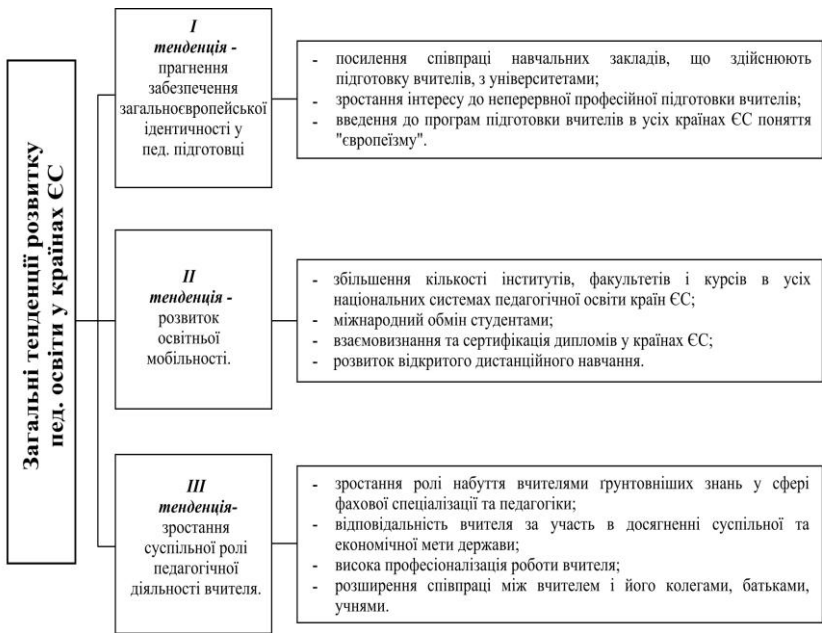 Загальні тенденції розвитку
пед. освіти у країнах ЄС
I
тенденція -
прагнення
забезпечення
загальноєвропейської
ідентичності у
пед. підготовці
- посилення співпраці навчальних закладів, що здійснюють
підготовку вчителів, з університетами;
- зростання інтересу до неперервної професійної підготовки вчителів;
- введення до програм підготовки вчителів в усіх країнах ЄС поняття
"європеїзму".
II
тенденція -
розвиток
освітньої
мобільності.
- збільшення кількості інститутів, факультетів і курсів в усіх
національних системах педагогічної освіти країн ЄС;
- міжнародний обмін студентами;
- взаємовизнання та сертифікація дипломів у країнах ЄС;
- розвиток відкритого дистанційного навчання.
III
тенденція-
зростання
суспільної ролі
педагогічної
діяльності вчителя.
- зростання ролі набуття вчителями ґрунтовніших знань у сфері
фахової спеціалізації та педагогіки;
- відповідальність вчителя за участь в досягненні суспільної та
економічної мети держави;
- висока професіоналізація роботи вчителя;
- розширення співпраці між вчителем і його колегами, батьками,
учнями.